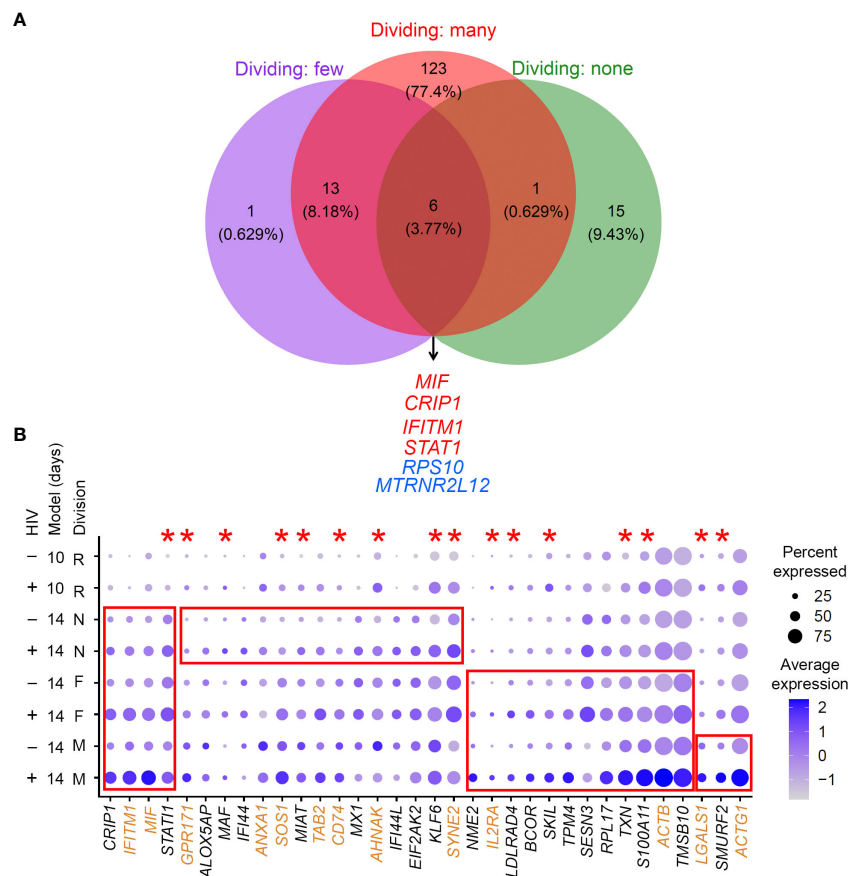 A
Dividing: many
Dividing: few
Dividing: none
123
(77.4%)
13
(8.18%)
1
(0.629%)
6
(3.77%)
1
(0.629%)
15
(9.43%)
MIF
CRIP1
IFITM1
STAT1
RPS10
MTRNR2L12
B
HIV Model (days) Division
* * * * * * * * * * * * * * * *
− 10 R
+ 10 R
− 14 N
+ 14 N
− 14 F
+ 14 F
− 14 M
+ 14 M
CRIP1 IFITM1 MIF STATI1 GPR171 ALOX5AP MAF IFI44 ANXA1 SOS1 MIAT TAB2 CD74 MX1 AHNAK IFI44L EIF2AK2 KLF6 SYNE2 NME2 IL2RA LDLRAD4 BCOR SKIL TPM4 SESN3 RPL17 TXN S100A11 ACTB TMSB10 LGALS1 SMURF2 ACTG1
Percent
expressed
25
50
75
Average
expression
2
1
0
−1